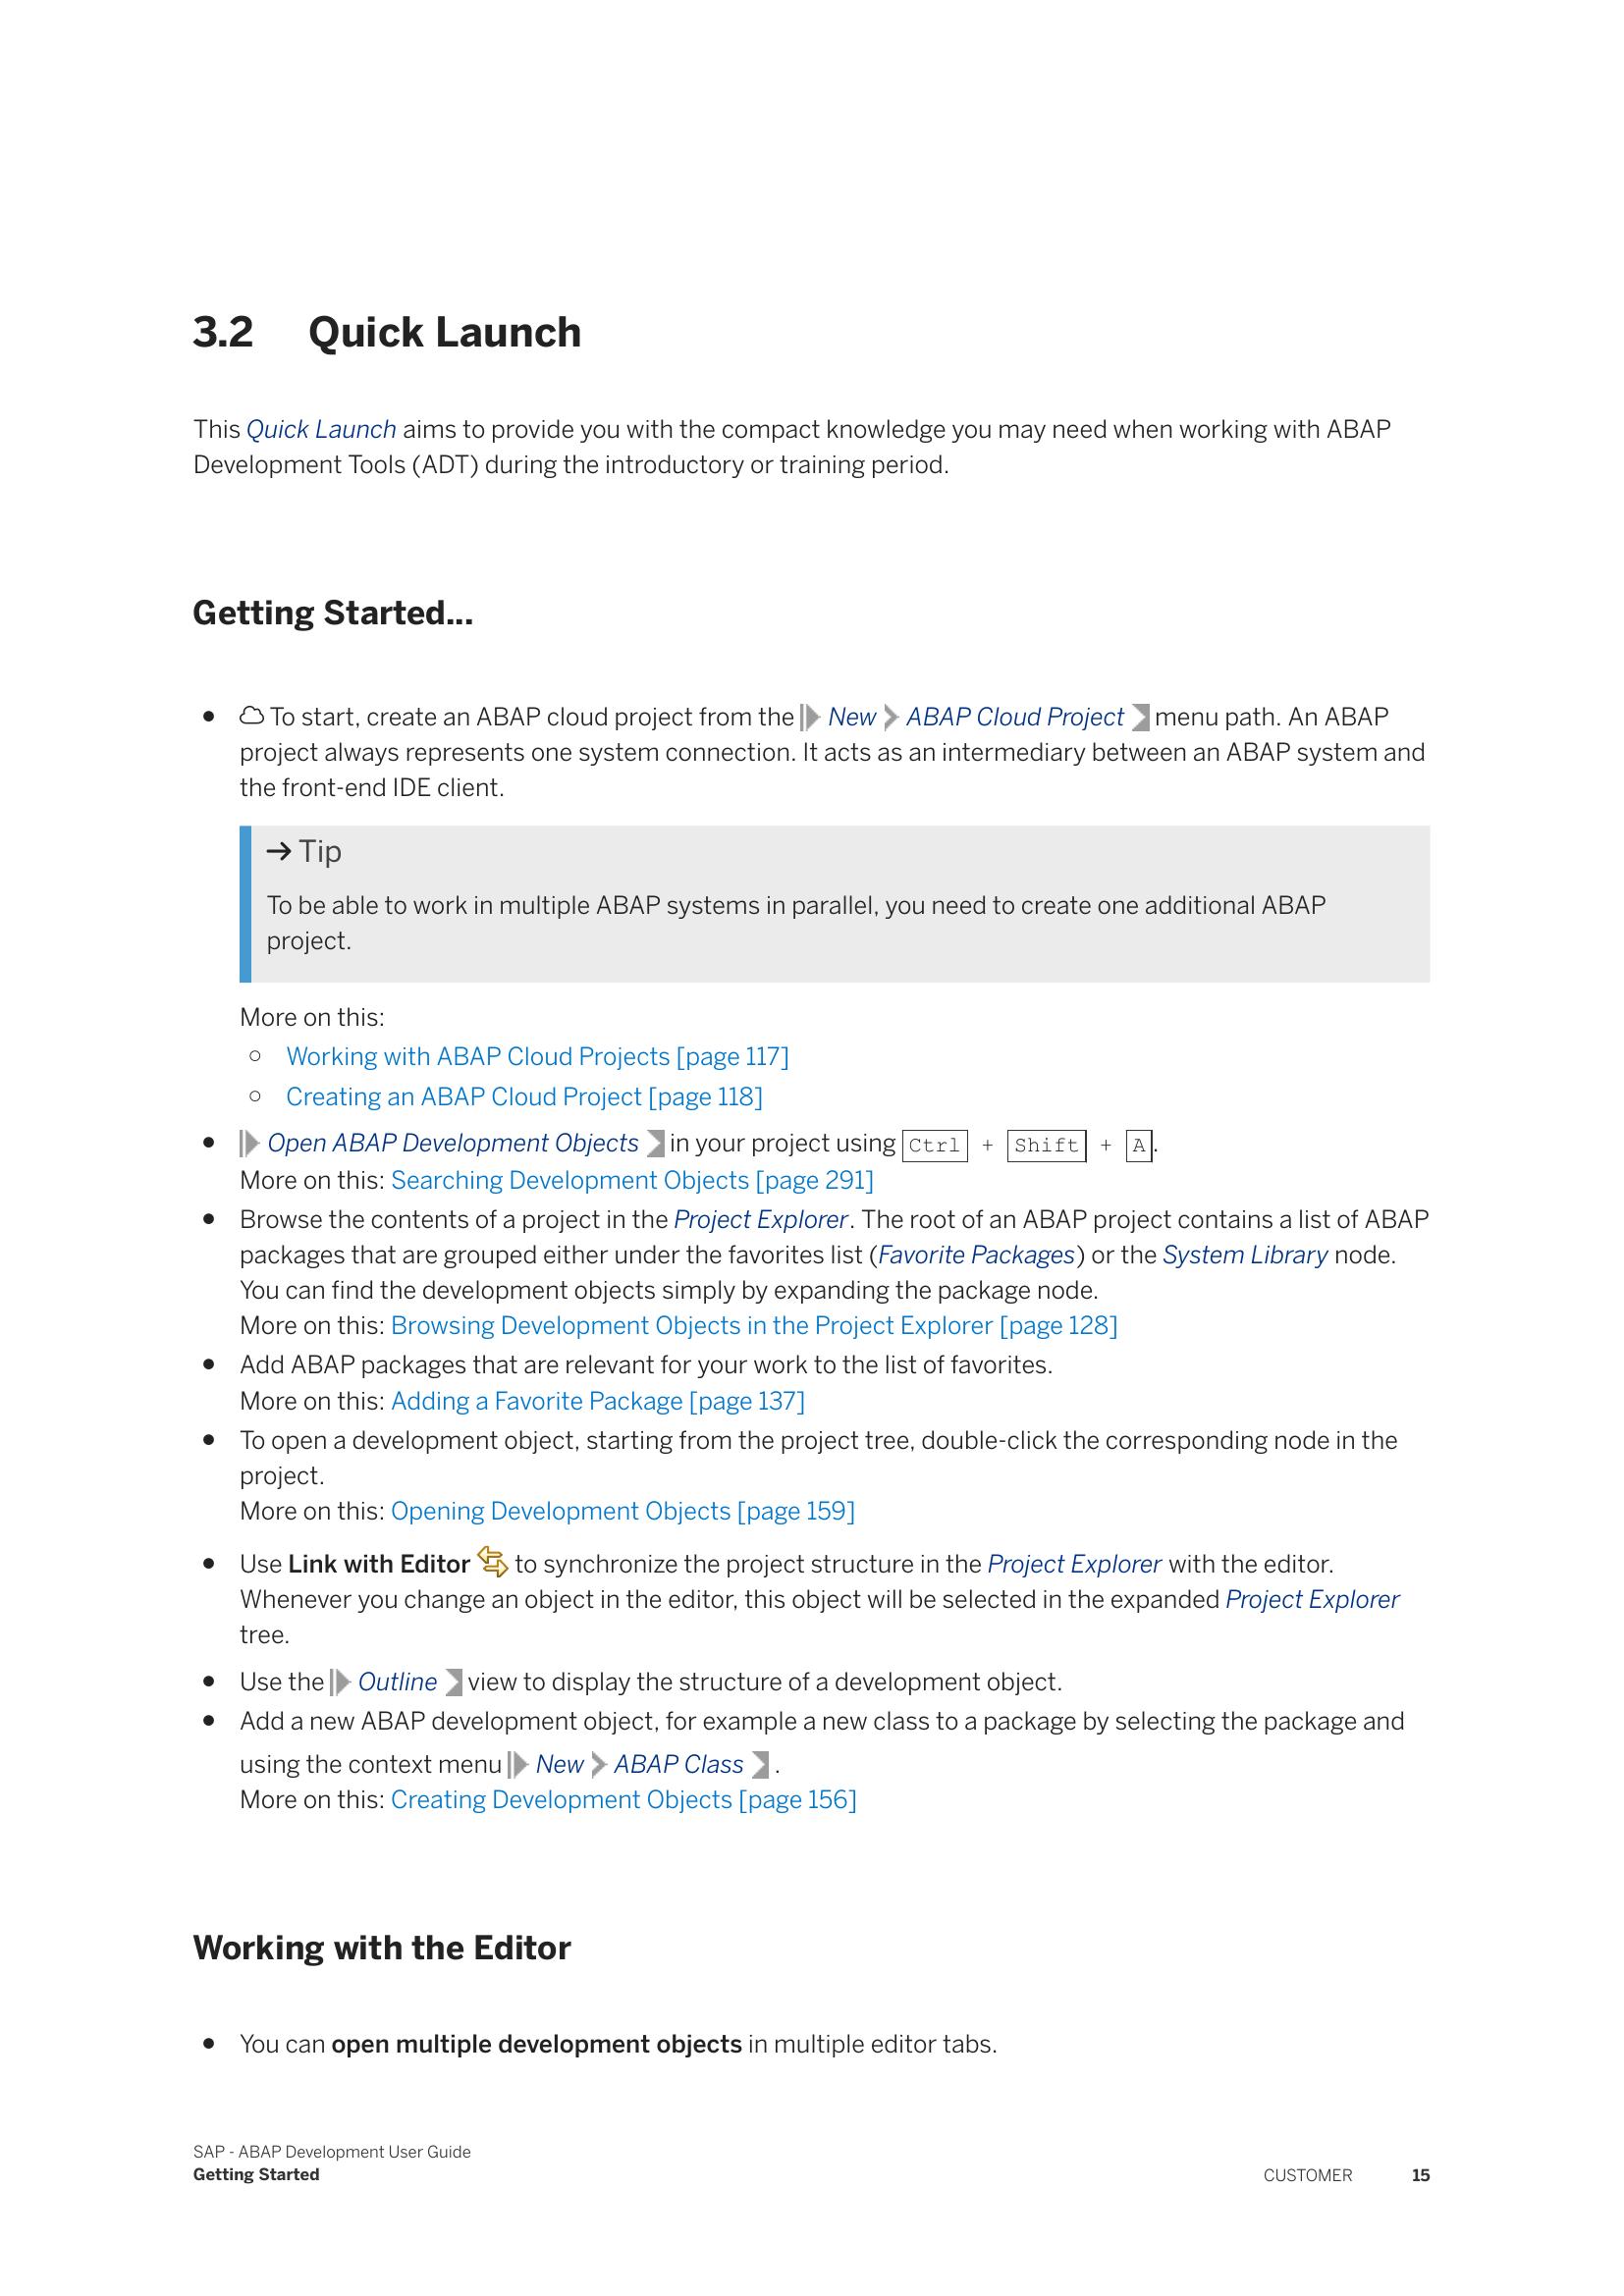 3.2 Quick Launch
This Quick Launch aims to provide you with the compact knowledge you may need when working with ABAP
Development Tools (ADT) during the introductory or training period.
Getting Started...
• To start, create an ABAP cloud project from the New > ABAP Cloud Project menu path. An ABAP
project always represents one system connection. It acts as an intermediary between an ABAP system and
the front-end IDE client.
→ Tip
To be able to work in multiple ABAP systems in parallel, you need to create one additional ABAP
project.
More on this:
○ Working with ABAP Cloud Projects [page 117]
○ Creating an ABAP Cloud Project [page 118]
• Open ABAP Development Objects in your project using Ctrl + Shift + A.
More on this: Searching Development Objects [page 291]
• Browse the contents of a project in the Project Explorer. The root of an ABAP project contains a list of ABAP
packages that are grouped either under the favorites list (Favorite Packages) or the System Library node.
You can find the development objects simply by expanding the package node.
More on this: Browsing Development Objects in the Project Explorer [page 128]
• Add ABAP packages that are relevant for your work to the list of favorites.
More on this: Adding a Favorite Package [page 137]
• To open a development object, starting from the project tree, double-click the corresponding node in the
project.
More on this: Opening Development Objects [page 159]
• Use Link with Editor to synchronize the project structure in the Project Explorer with the editor.
Whenever you change an object in the editor, this object will be selected in the expanded Project Explorer
tree.
• Use the Outline view to display the structure of a development object.
• Add a new ABAP development object, for example a new class to a package by selecting the package and
using the context menu New > ABAP Class .
More on this: Creating Development Objects [page 156]
Working with the Editor
• You can open multiple development objects in multiple editor tabs.
SAP - ABAP Development User Guide
Getting Started
CUSTOMER 15